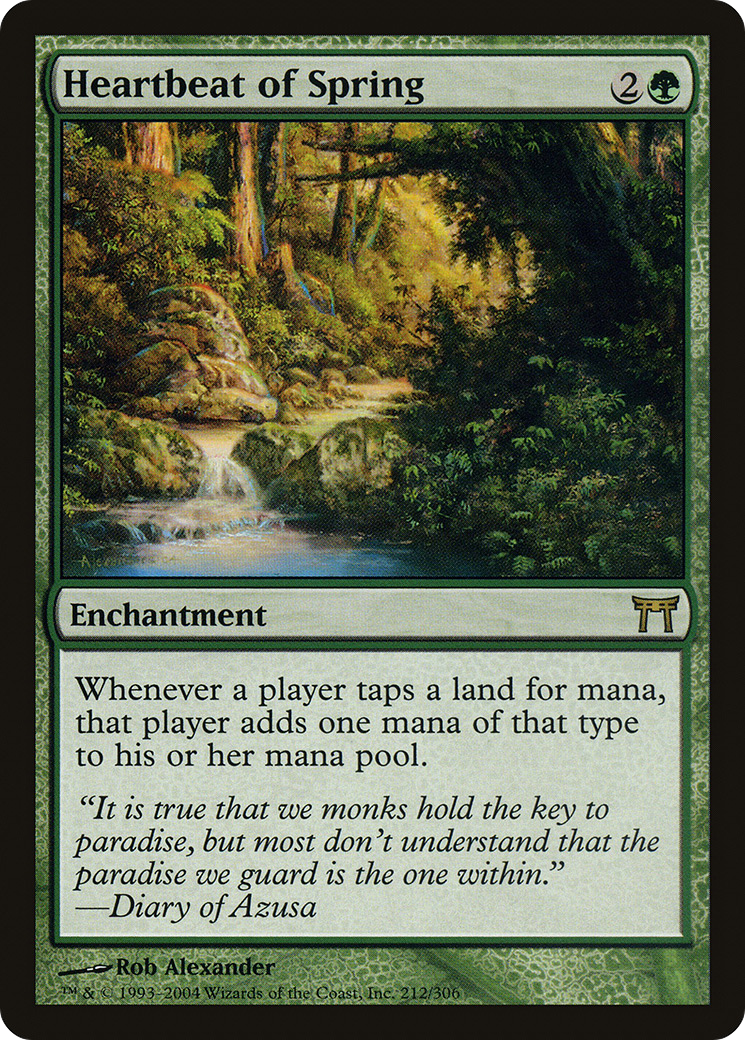 Heartbeat of Spring 2
Enchantment
Whenever a player taps a land for mana,
that player adds one mana of that type
to his or her mana pool.
“It is true that we monks hold the key to
paradise, but most don’t understand that the
paradise we guard is the one within.”
—Diary of Azusa
Rob Alexander
™ & © 1993–2004 Wizards of the Coast, Inc. 212/306